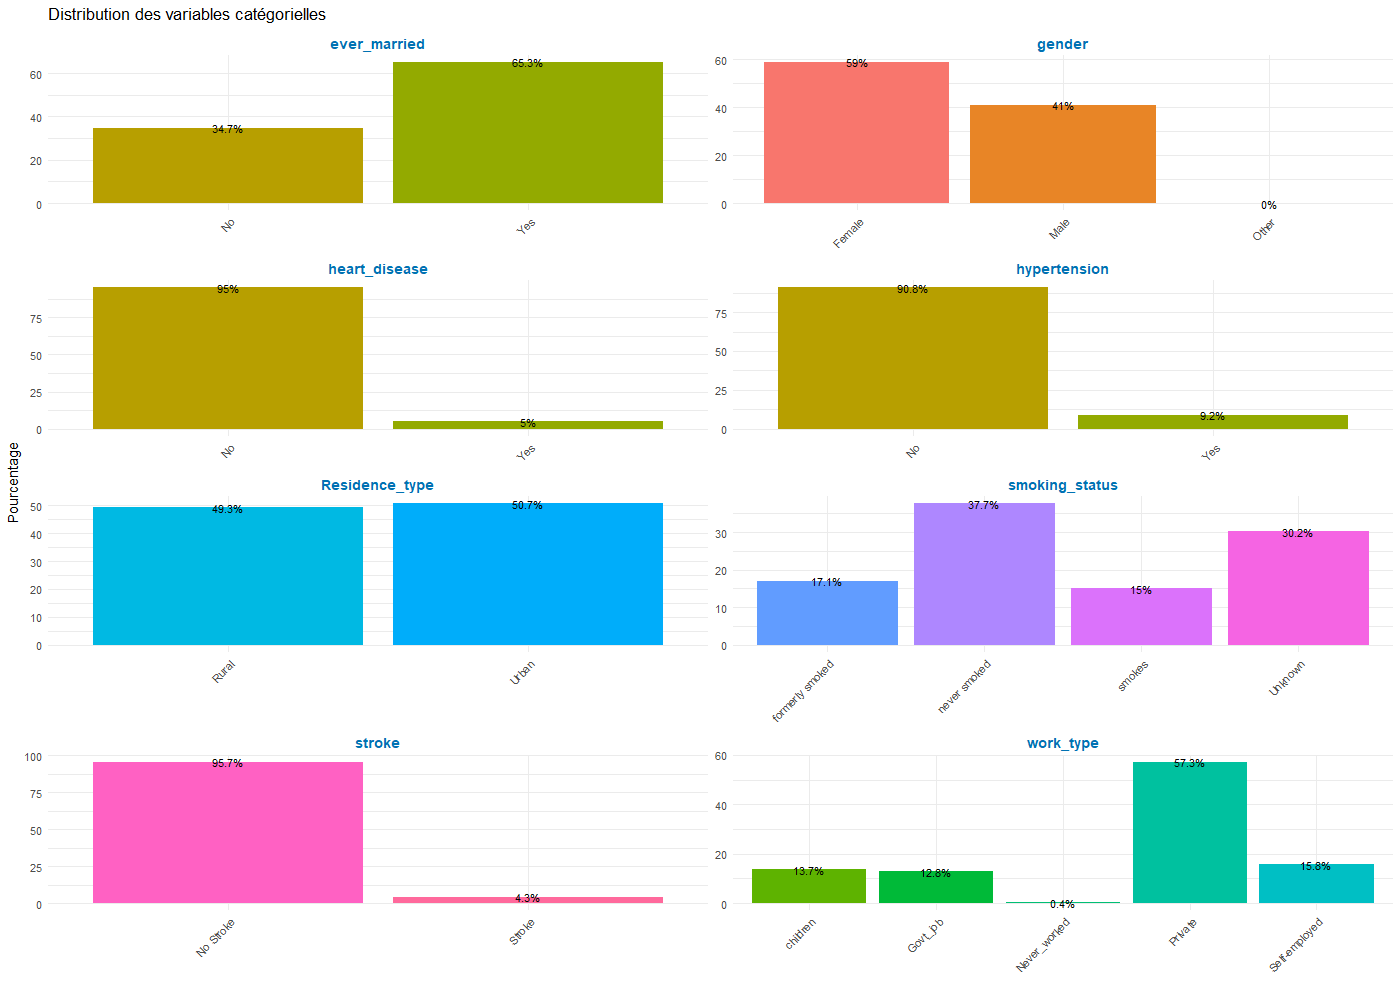 Distribution des variables catégorielles
Pourcentage
ever_married
60
40
20
0
34.7%
65.3%
No
Yes
gender
60
40
20
0
59%
41%
0%
Female
Male
Other
heart_disease
75
50
25
0
95%
5%
No
Yes
hypertension
75
50
25
0
90.8%
9.2%
No
Yes
Residence_type
50
40
30
20
10
0
49.3%
50.7%
Rural
Urban
smoking_status
30
20
10
0
17.1%
37.7%
15%
30.2%
formerly smoked
never smoked
smokes
Unknown
stroke
100
75
50
25
0
95.7%
4.3%
No Stroke
Stroke
work_type
60
40
20
0
13.7%
12.8%
0.4%
57.3%
15.8%
children
Govt_job
Never_worked
Private
Self-employed